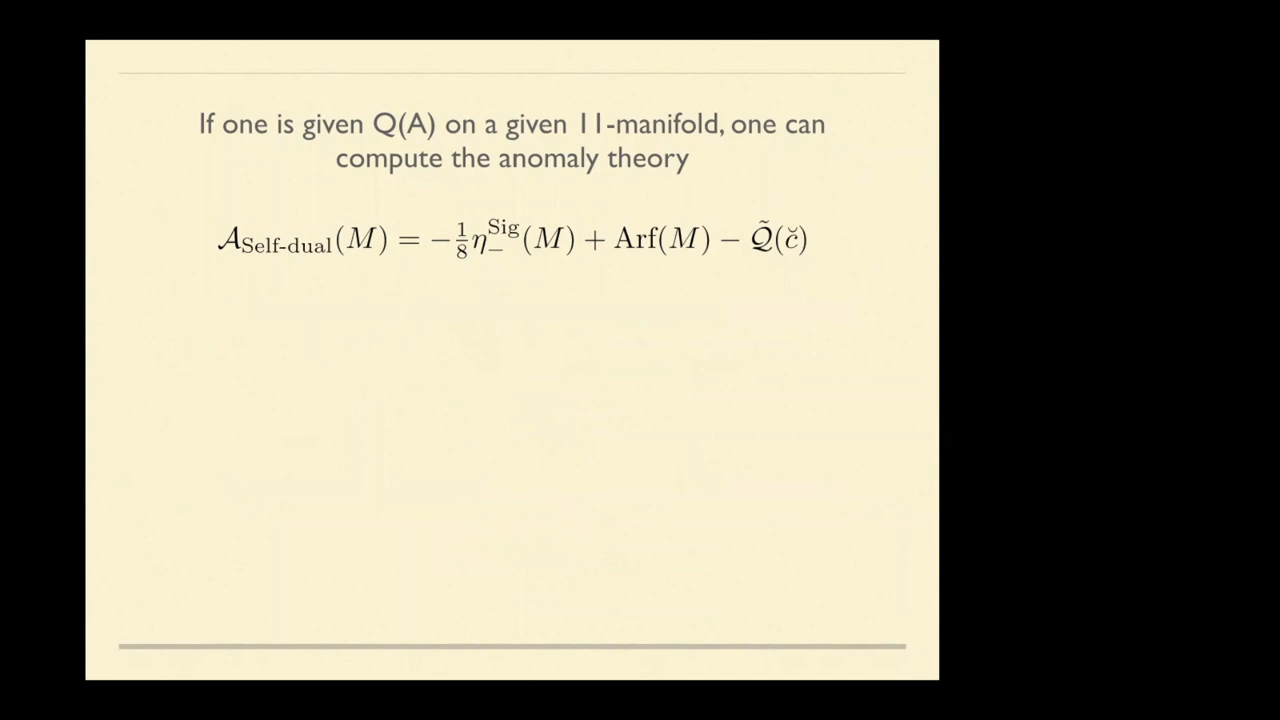 If one is given Q(A) on a given 11-manifold, one can
compute the anomaly theory
𝒜_Self-dual(M) = −⅛ η₋^Sig(M) + Arf(M) − 𝒬̃(c̆)